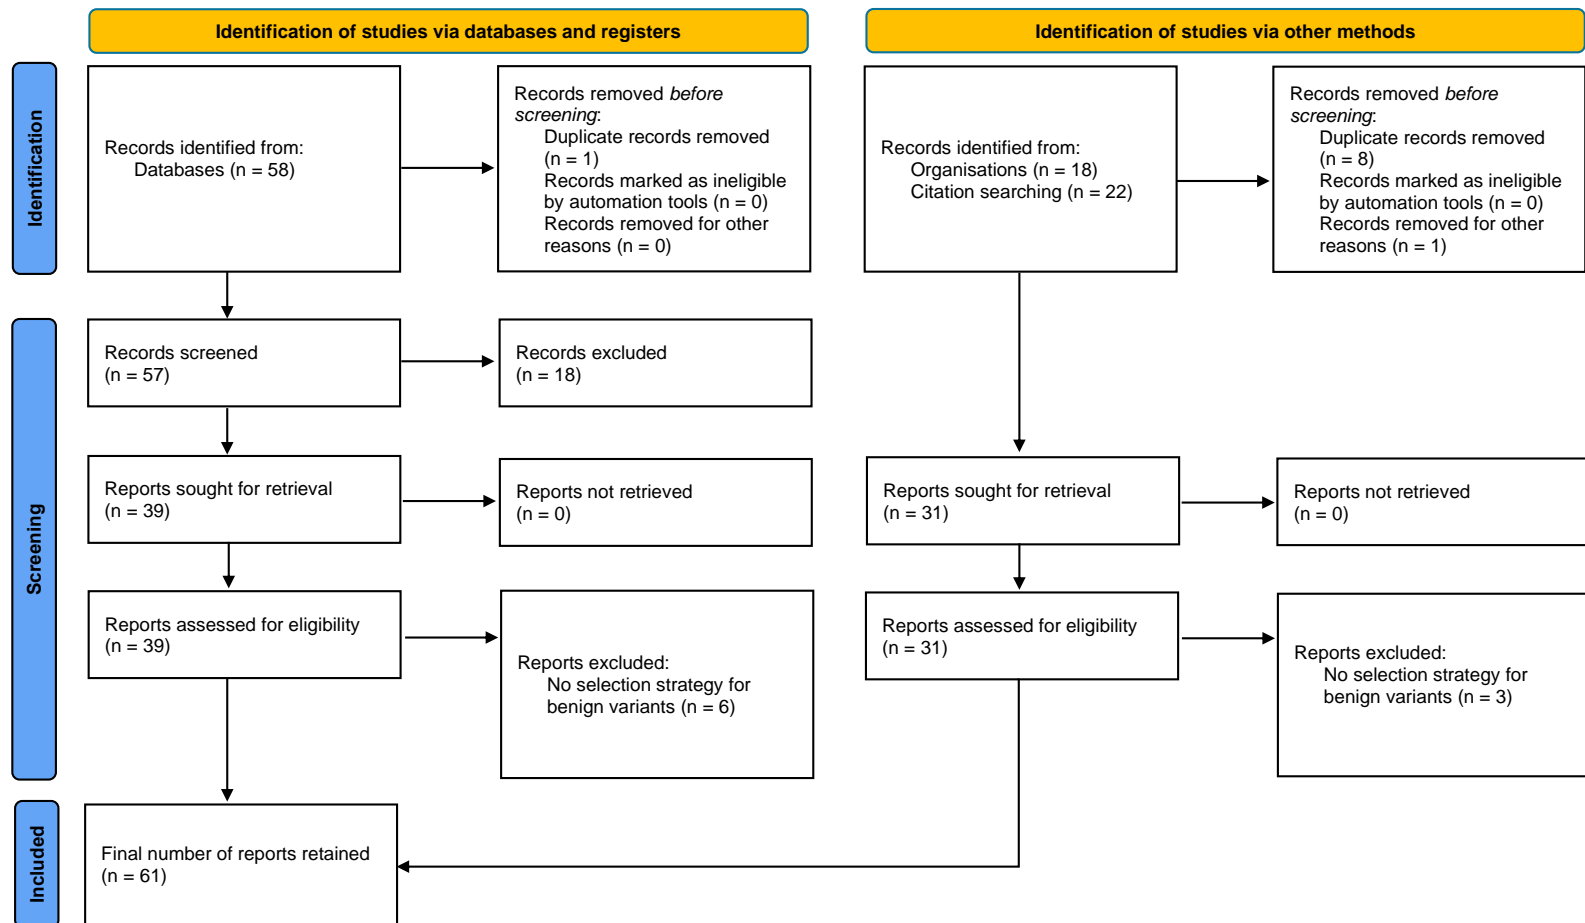 Identification of studies via databases and registers
Identification of studies via other methods
Identification
Records identified from:
Databases (n = 58)
Records removed before
screening:
Duplicate records removed
(n = 1)
Records marked as ineligible
by automation tools (n = 0)
Records removed for other
reasons (n = 0)
Records identified from:
Organisations (n = 18)
Citation searching (n = 22)
Records removed before
screening:
Duplicate records removed
(n = 8)
Records marked as ineligible
by automation tools (n = 0)
Records removed for other
reasons (n = 1)
Screening
Records screened
(n = 57)
Records excluded
(n = 18)
Reports sought for retrieval
(n = 39)
Reports not retrieved
(n = 0)
Reports sought for retrieval
(n = 31)
Reports not retrieved
(n = 0)
Reports assessed for eligibility
(n = 39)
Reports excluded:
No selection strategy for
benign variants (n = 6)
Reports assessed for eligibility
(n = 31)
Reports excluded:
No selection strategy for
benign variants (n = 3)
Included
Final number of reports retained
(n = 61)